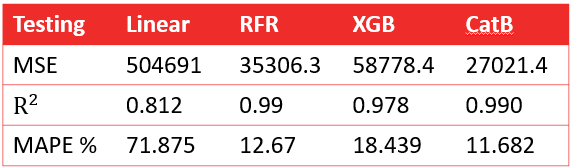 Testing Linear RFR XGB CatB
MSE 504691 35306.3 58778.4 27021.4
R² 0.812 0.99 0.978 0.990
MAPE % 71.875 12.67 18.439 11.682